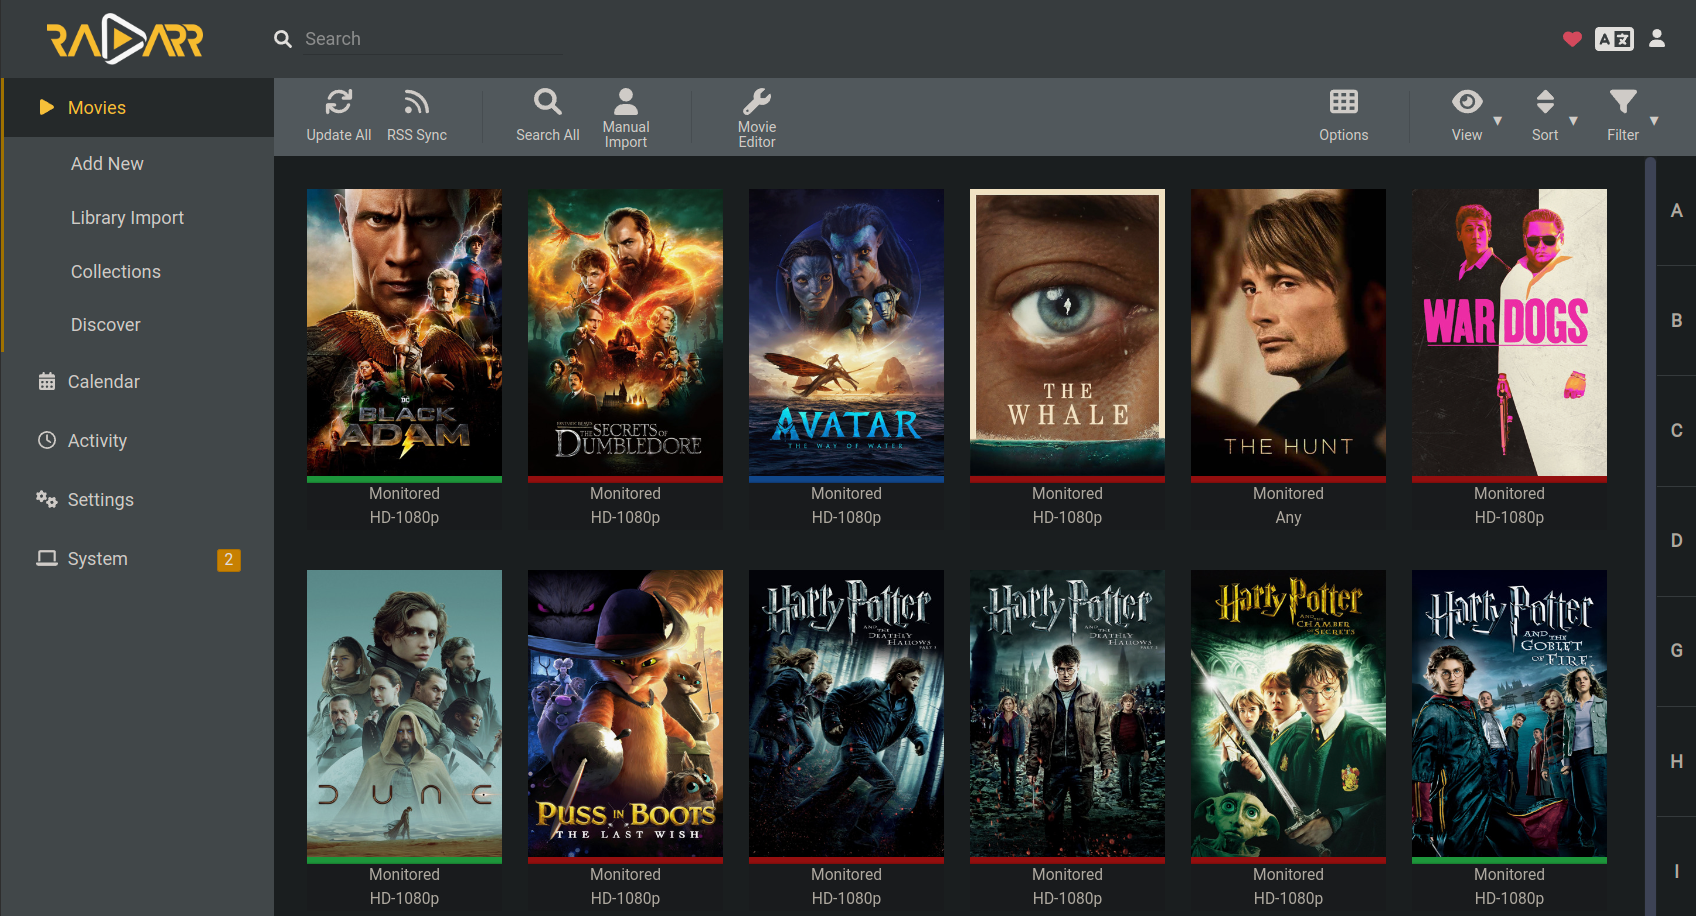 RADARR
Search
A
Movies
Add New
Library Import
Collections
Discover
Calendar
Activity
Settings
System
2
Update All
RSS Sync
Search All
Manual
Import
Movie
Editor
Options
View
Sort
Filter
DC
BLACK
ADAM
Monitored
HD-1080p
THE SECRETS OF
DUMBLEDORE
Monitored
HD-1080p
AVATAR
THE WAY OF WATER
Monitored
HD-1080p
THE
WHALE
Monitored
HD-1080p
THE HUNT
Monitored
Any
WAR DOGS
Monitored
HD-1080p
DUNE
Monitored
HD-1080p
PUSS IN BOOTS
THE LAST WISH
Monitored
HD-1080p
Harry Potter
AND THE
DEATHLY
HALLOWS
Monitored
HD-1080p
Harry Potter
AND THE
DEATHLY
HALLOWS
Monitored
HD-1080p
Harry Potter
AND THE
CHAMBER
OF SECRETS
Monitored
HD-1080p
Harry Potter
AND THE
GOBLET
OF FIRE
Monitored
HD-1080p
A
B
C
D
G
H
I